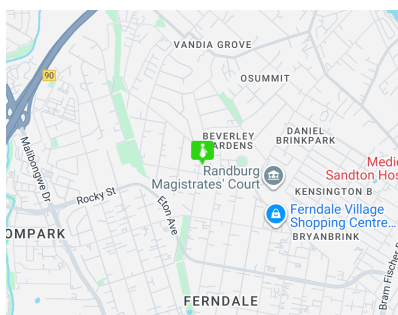 VANDIA GROVE
90
OSUMMIT
Malibongwe Dr
BEVERLEY
GARDENS
DANIEL
BRINKPARK
Randburg
Magistrates' Court
Medic
Sandton Hos
Rocky St
KENSINGTON B
Eton Ave
Ferndale Village
Shopping Centre...
OMPARK
BRYANBRINK
Bram Fischer D
FERNDALE